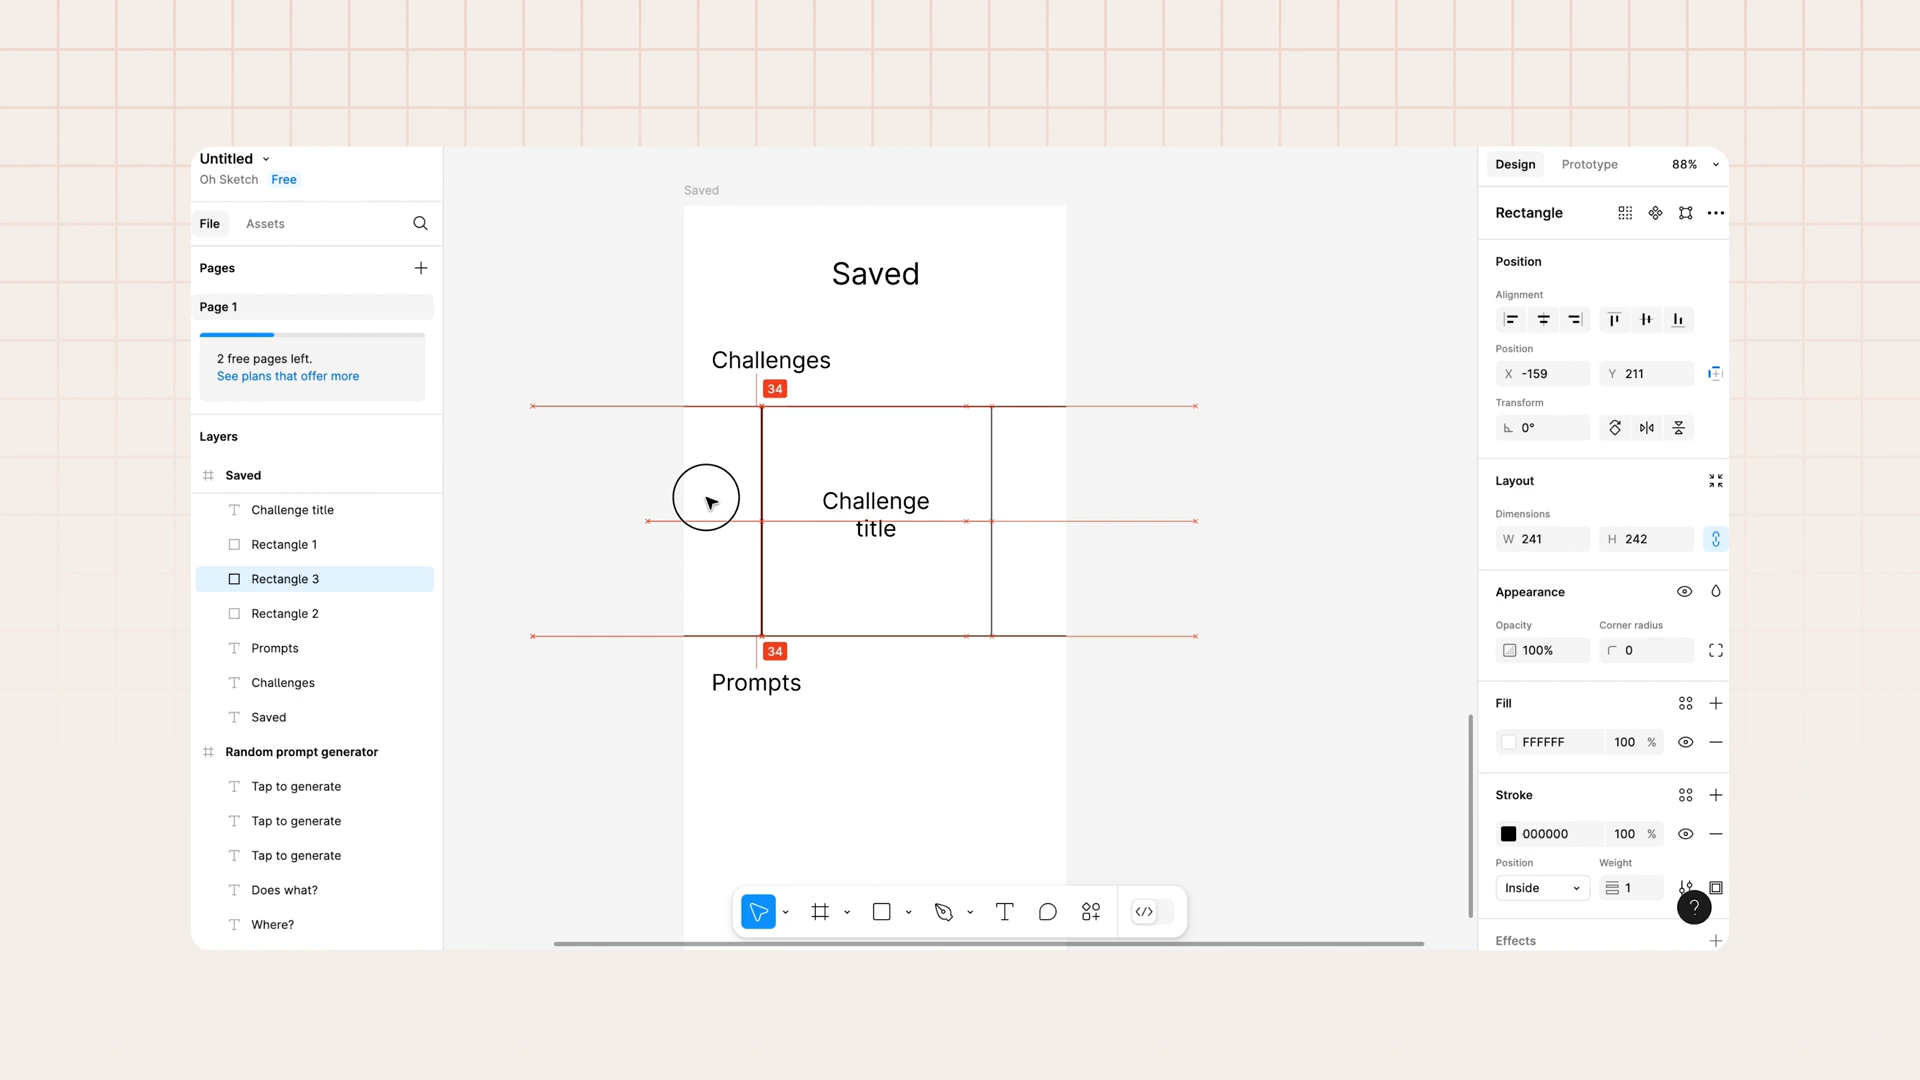 Untitled
Oh Sketch Free
File Assets
Pages
Page 1
2 free pages left.
See plans that offer more
Layers
Saved
Challenge title
Rectangle 1
Rectangle 3
Rectangle 2
Prompts
Challenges
Saved
Random prompt generator
Tap to generate
Tap to generate
Tap to generate
Does what?
Where?
Saved
Saved
Challenges
34
Challenge
title
34
Prompts
Design Prototype 88%
Rectangle
Position
Alignment
Position
X -159 Y 211
Transform
0°
Layout
Dimensions
W 241 H 242
Appearance
Opacity Corner radius
100% 0
Fill
FFFFFF 100 %
Stroke
000000 100 %
Position Weight
Inside 1
?
Effects